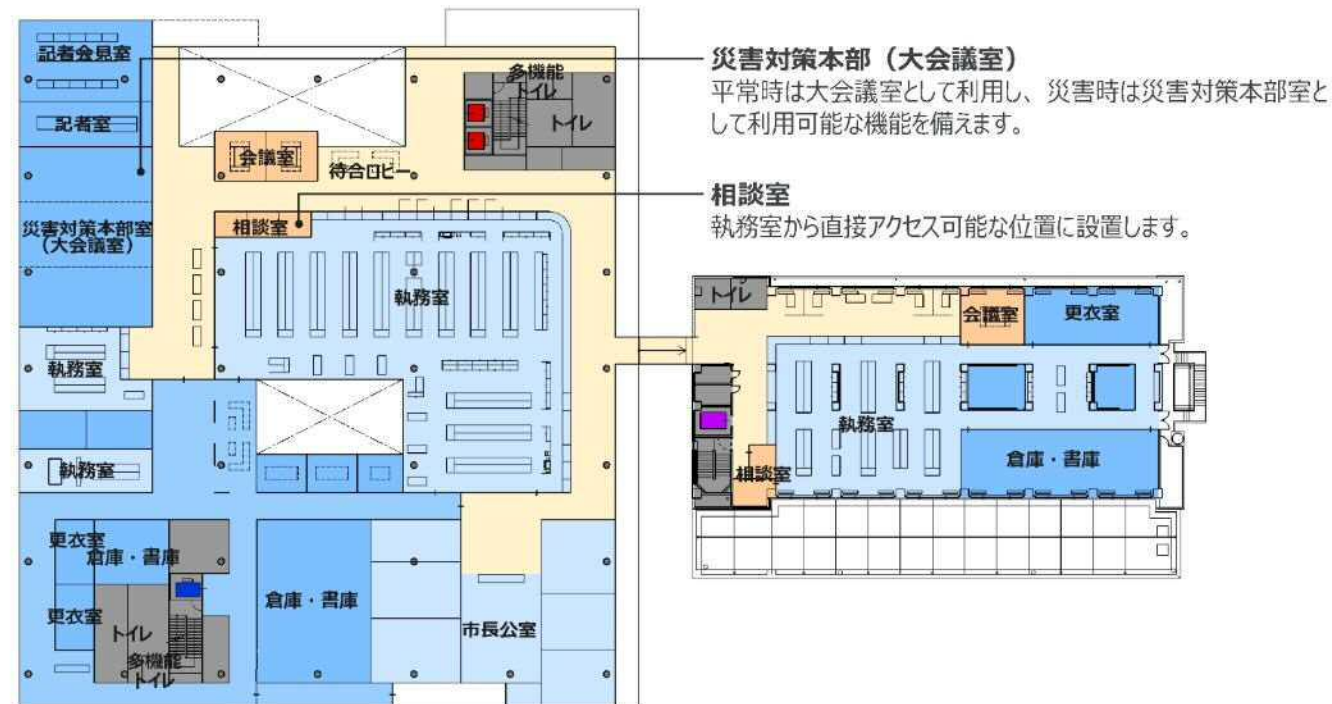 記者会見室
記者室
災害対策本部室
(大会議室)
執務室
執務室
会議室
待合ロビー
相談室
執務室
多機能
トイレ
トイレ
更衣室
倉庫・書庫
更衣室
トイレ
多機能
トイレ
倉庫・書庫
市長公室
災害対策本部（大会議室）
平常時は大会議室として利用し、災害時は災害対策本部室と
して利用可能な機能を備えます。
相談室
執務室から直接アクセス可能な位置に設置します。
トイレ
会議室
更衣室
執務室
相談室
倉庫・書庫